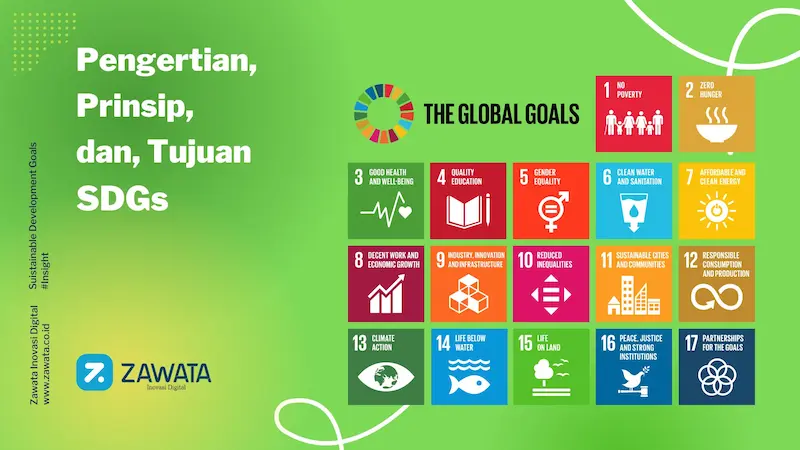 Pengertian,
Prinsip,
dan, Tujuan
SDGs
Suistainable Development Goals
#Insight
Zawata Inovasi Digital
www.zawata.co.id
ZAWATA
Inovasi Digital
THE GLOBAL GOALS
1 NO
POVERTY
2 ZERO
HUNGER
3 GOOD HEALTH
AND WELL-BEING
4 QUALITY
EDUCATION
5 GENDER
EQUALITY
6 CLEAN WATER
AND SANITATION
7 AFFORDABLE AND
CLEAN ENERGY
8 DECENT WORK AND
ECONOMIC GROWTH
9 INDUSTRY, INNOVATION
AND INFRASTRUCTURE
10 REDUCED
INEQUALITIES
11 SUSTAINABLE CITIES
AND COMMUNITIES
12 RESPONSIBLE
CONSUMPTION
AND PRODUCTION
13 CLIMATE
ACTION
14 LIFE BELOW
WATER
15 LIFE
ON LAND
16 PEACE, JUSTICE
AND STRONG
INSTITUTIONS
17 PARTNERSHIPS
FOR THE GOALS